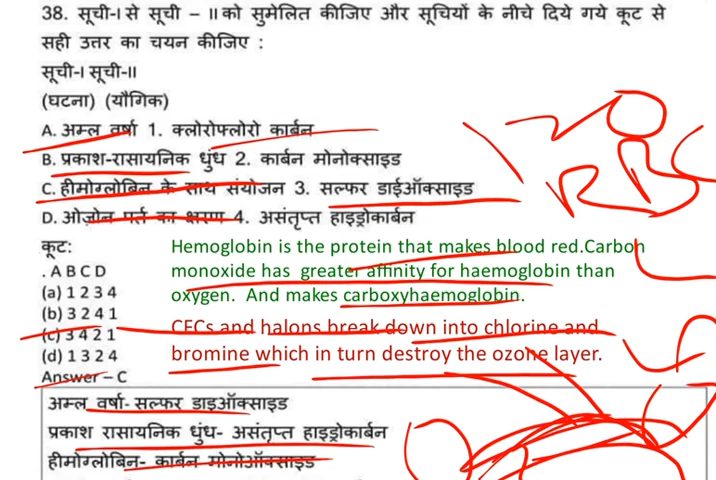 38. सूची-I से सूची – II को सुमेलित कीजिए और सूचियों के नीचे दिये गये कूट से
सही उत्तर का चयन कीजिए :
सूची-I सूची-II
(घटना) (यौगिक)
A. अम्ल वर्षा 1. क्लोरोफ्लोरो कार्बन
B. प्रकाश-रासायनिक धुंध 2. कार्बन मोनोक्साइड
C. हीमोग्लोबिन के साथ संयोजन 3. सल्फर डाईऑक्साइड
D. ओज़ोन पर्त का क्षरण 4. असंतृप्त हाइड्रोकार्बन
कूट:
. A B C D
(a) 1 2 3 4
(b) 3 2 4 1
(c) 3 4 2 1
(d) 1 3 2 4
Answer – C
Hemoglobin is the protein that makes blood red.Carbon
monoxide has greater affinity for haemoglobin than
oxygen. And makes carboxyhaemoglobin.
CFCs and halons break down into chlorine and
bromine which in turn destroy the ozone layer.
RBC
अम्ल वर्षा- सल्फर डाइऑक्साइड
प्रकाश रासायनिक धुंध- असंतृप्त हाइड्रोकार्बन
हीमोग्लोबिन- कार्बन मोनोऑक्साइड